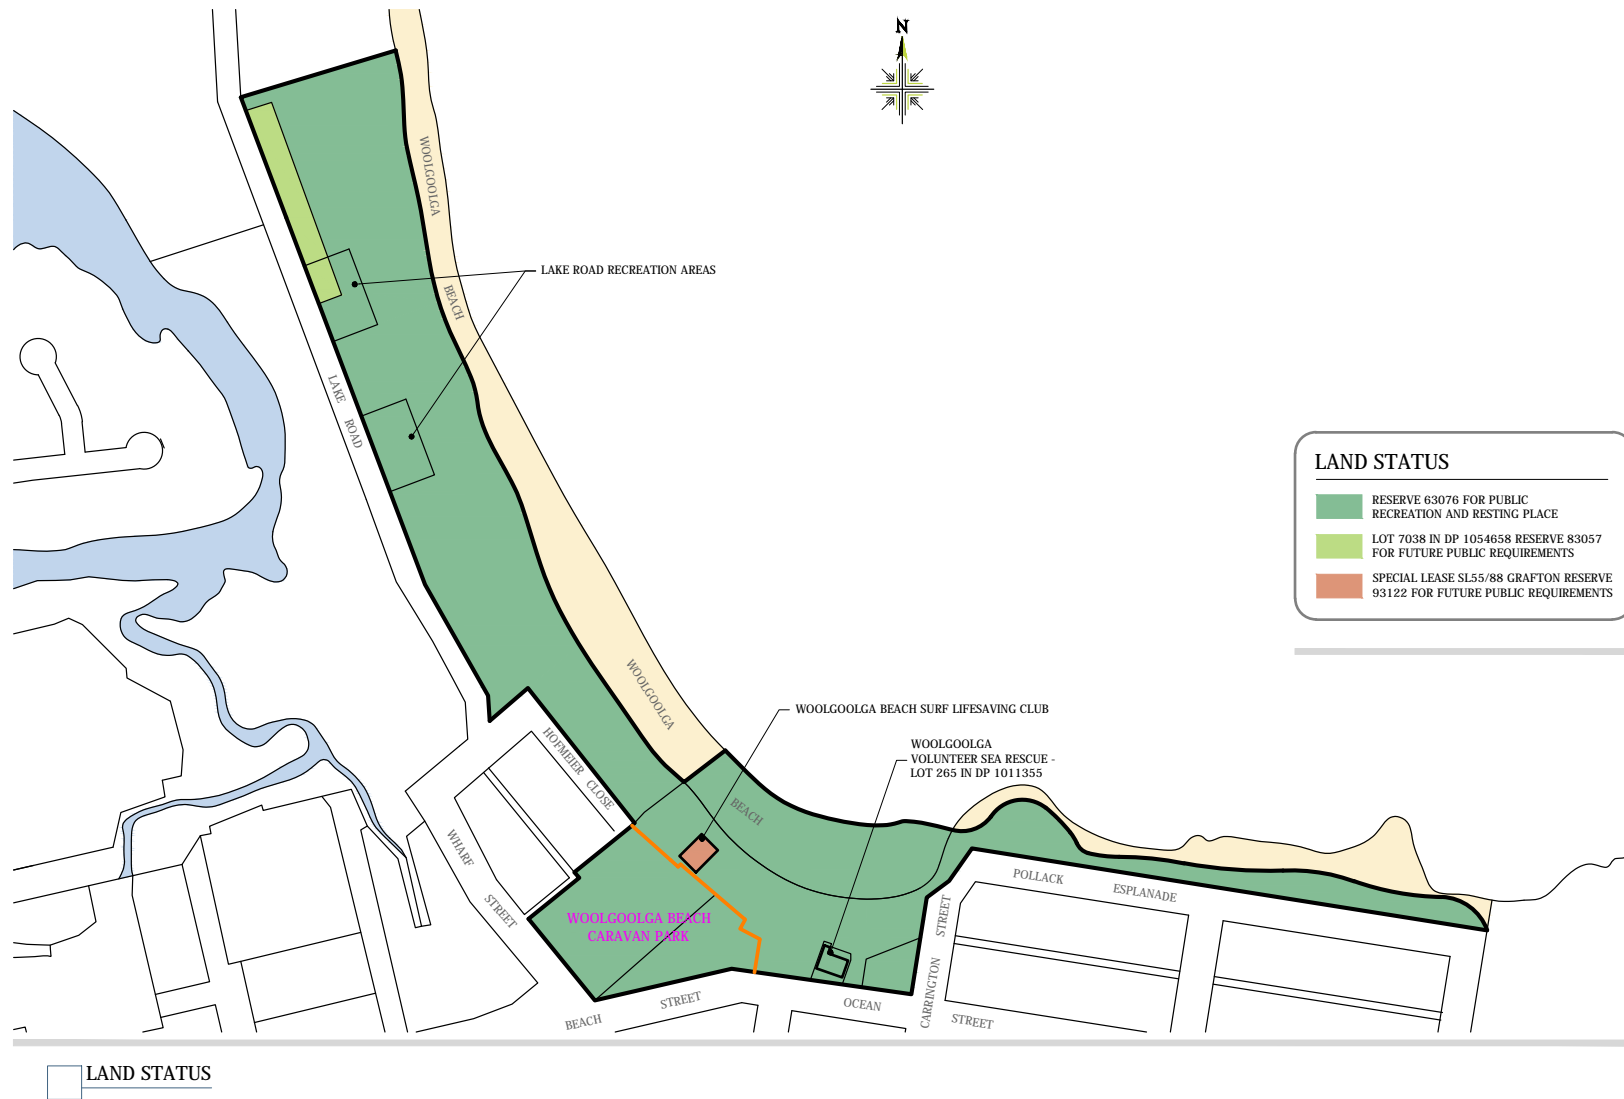 N
WOOLGOOLGA
BEACH
LAKE ROAD RECREATION AREAS
LAKE ROAD
LAND STATUS
RESERVE 63076 FOR PUBLIC
RECREATION AND RESTING PLACE
LOT 7038 IN DP 1054658 RESERVE 83057
FOR FUTURE PUBLIC REQUIREMENTS
SPECIAL LEASE SL55/88 GRAFTON RESERVE
93122 FOR FUTURE PUBLIC REQUIREMENTS
WOOLGOOLGA
BEACH
WOOLGOOLGA BEACH SURF LIFESAVING CLUB
WOOLGOOLGA
VOLUNTEER SEA RESCUE -
LOT 265 IN DP 1011355
HOFMEIER CLOSE
WHARF STREET
WOOLGOOLGA BEACH
CARAVAN PARK
POLLACK ESPLANADE
CARRINGTON STREET
BEACH STREET
OCEAN STREET
LAND STATUS